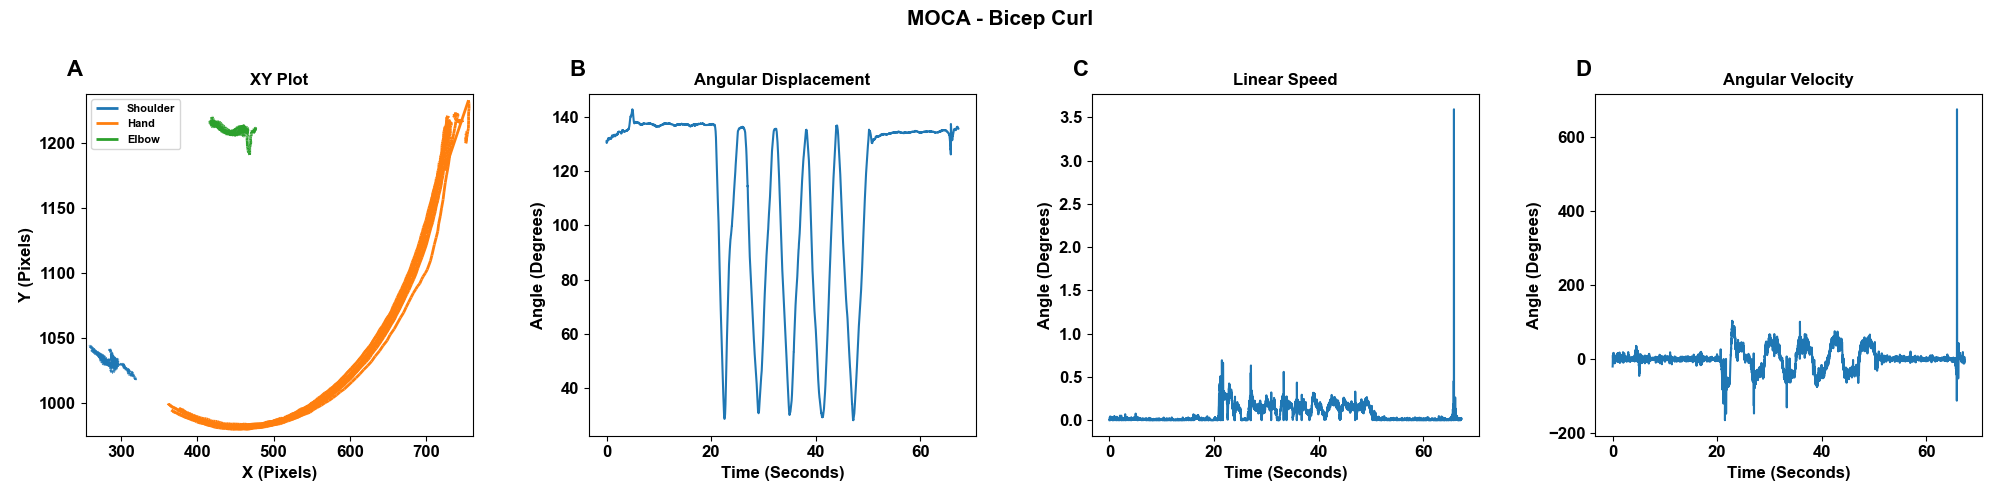 MOCA - Bicep Curl
A
XY Plot
Shoulder
Hand
Elbow
1200
1150
1100
1050
1000
Y (Pixels)
300 400 500 600 700
X (Pixels)
B
Angular Displacement
140
120
100
80
60
40
Angle (Degrees)
0 20 40 60
Time (Seconds)
C
Linear Speed
3.5
3.0
2.5
2.0
1.5
1.0
0.5
0.0
Angle (Degrees)
0 20 40 60
Time (Seconds)
D
Angular Velocity
600
400
200
0
−200
Angle (Degrees)
0 20 40 60
Time (Seconds)